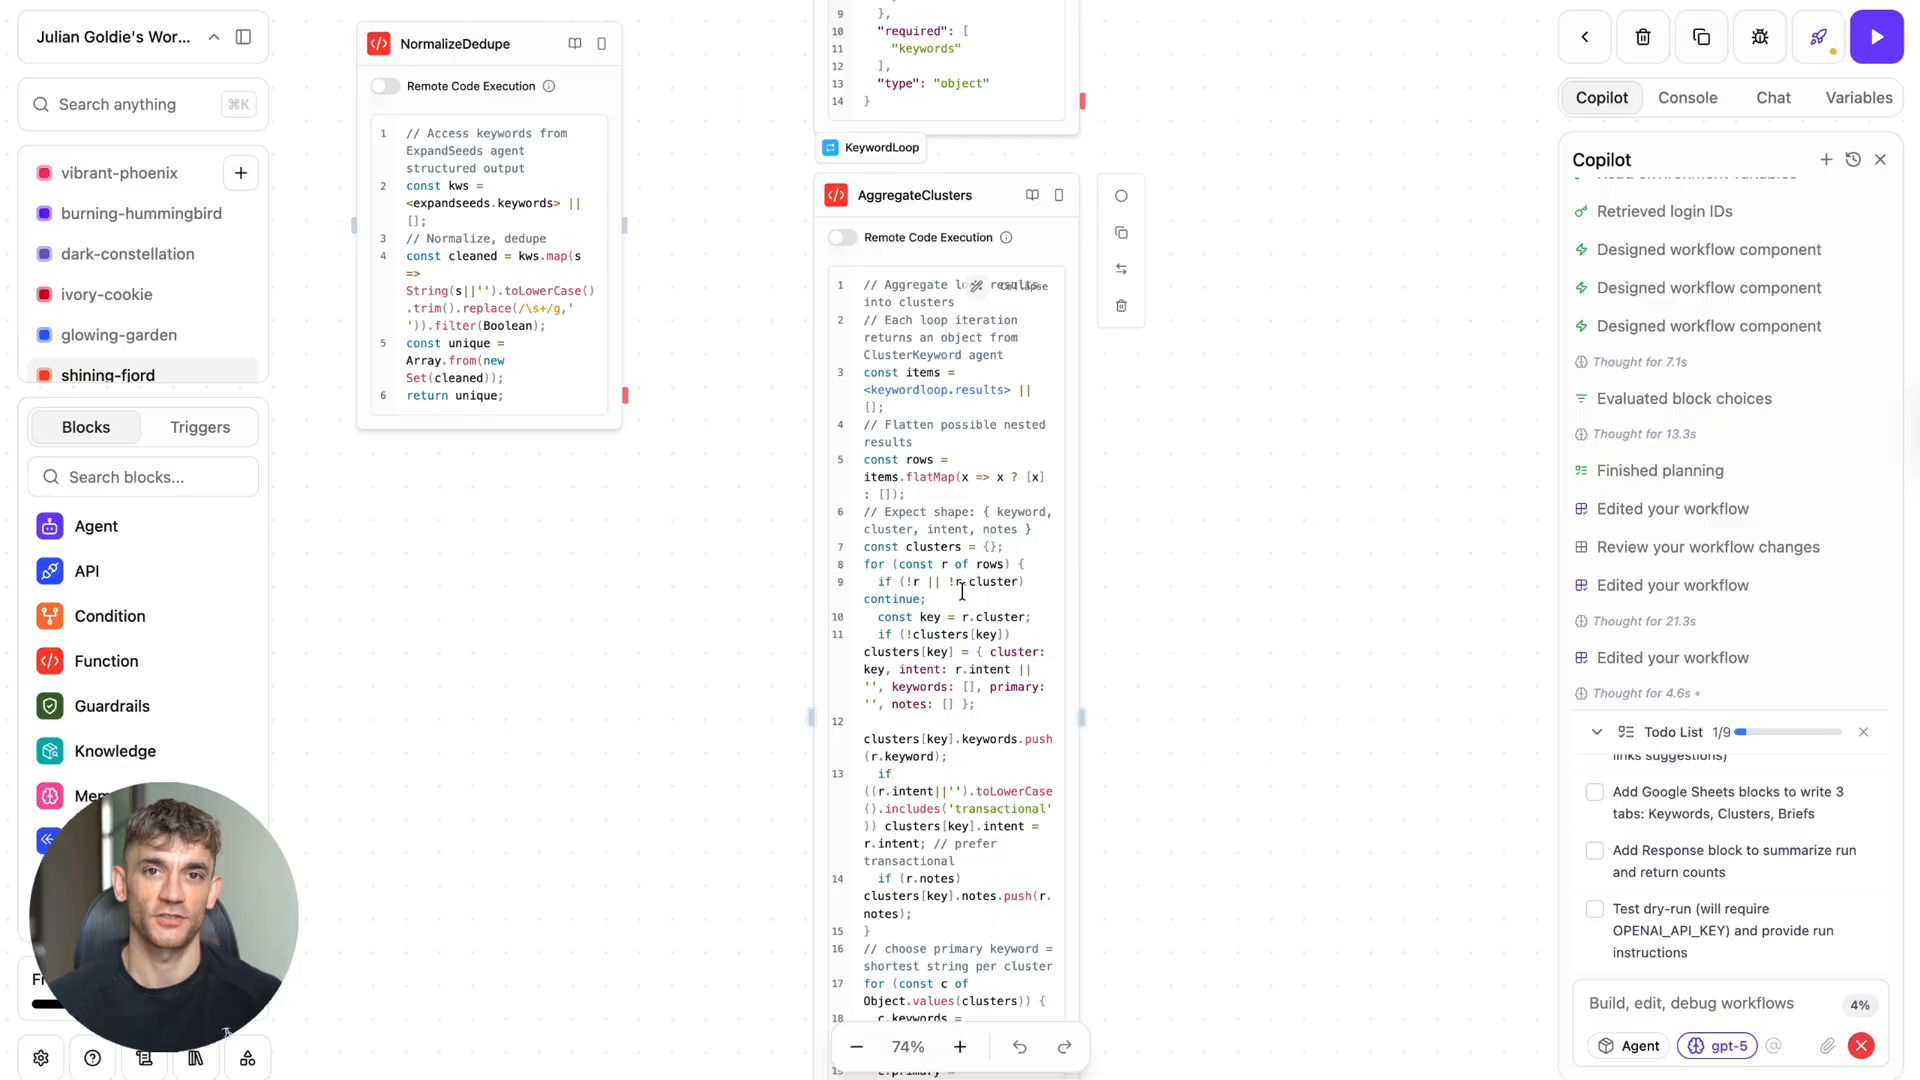 Julian Goldie's Wor...
Search anything
⌘K
vibrant-phoenix
burning-hummingbird
dark-constellation
ivory-cookie
glowing-garden
shining-fjord
Blocks
Triggers
Search blocks...
Agent
API
Condition
Function
Guardrails
Knowledge
NormalizeDedupe
Remote Code Execution
1 // Access keywords from
ExpandSeeds agent
structured output
2 const kws =
<expandseeds.keywords> ||
[];
3 // Normalize, dedupe
4 const cleaned = kws.map(s
=>
String(s||'').toLowerCase()
.trim().replace(/\s+/g,'
')).filter(Boolean);
5 const unique =
Array.from(new
Set(cleaned));
6 return unique;
9 },
10 "required": [
11 "keywords"
12 ],
13 "type": "object"
14 }
KeywordLoop
AggregateClusters
Remote Code Execution
1 // Aggregate loop results
into clusters
2 // Each loop iteration
returns an object from
ClusterKeyword agent
3 const items =
<keywordloop.results> ||
[];
4 // Flatten possible nested
results
5 const rows =
items.flatMap(x => x ? [x]
: []);
6 // Expect shape: { keyword,
cluster, intent, notes }
7 const clusters = {};
8 for (const r of rows) {
9 if (!r || !r.cluster)
continue;
10 const key = r.cluster;
11 if (!clusters[key])
clusters[key] = { cluster:
key, intent: r.intent ||
'', keywords: [], primary:
'', notes: [] };
12
clusters[key].keywords.push
(r.keyword);
13 if
((r.intent||'').toLowerCase
().includes('transactional'
)) clusters[key].intent =
r.intent; // prefer
transactional
14 if (r.notes)
clusters[key].notes.push(r.
notes);
15 }
16 // choose primary keyword =
shortest string per cluster
17 for (const c of
Object.values(clusters)) {
18 c.keywords =
74%
Copilot
Console
Chat
Variables
Copilot
Read environment variables
Retrieved login IDs
Designed workflow component
Designed workflow component
Designed workflow component
Thought for 7.1s
Evaluated block choices
Thought for 13.3s
Finished planning
Edited your workflow
Review your workflow changes
Edited your workflow
Thought for 21.3s
Edited your workflow
Thought for 4.6s
Todo List 1/9
links suggestions)
Add Google Sheets blocks to write 3
tabs: Keywords, Clusters, Briefs
Add Response block to summarize run
and return counts
Test dry-run (will require
OPENAI_API_KEY) and provide run
instructions
Build, edit, debug workflows
4%
Agent
gpt-5